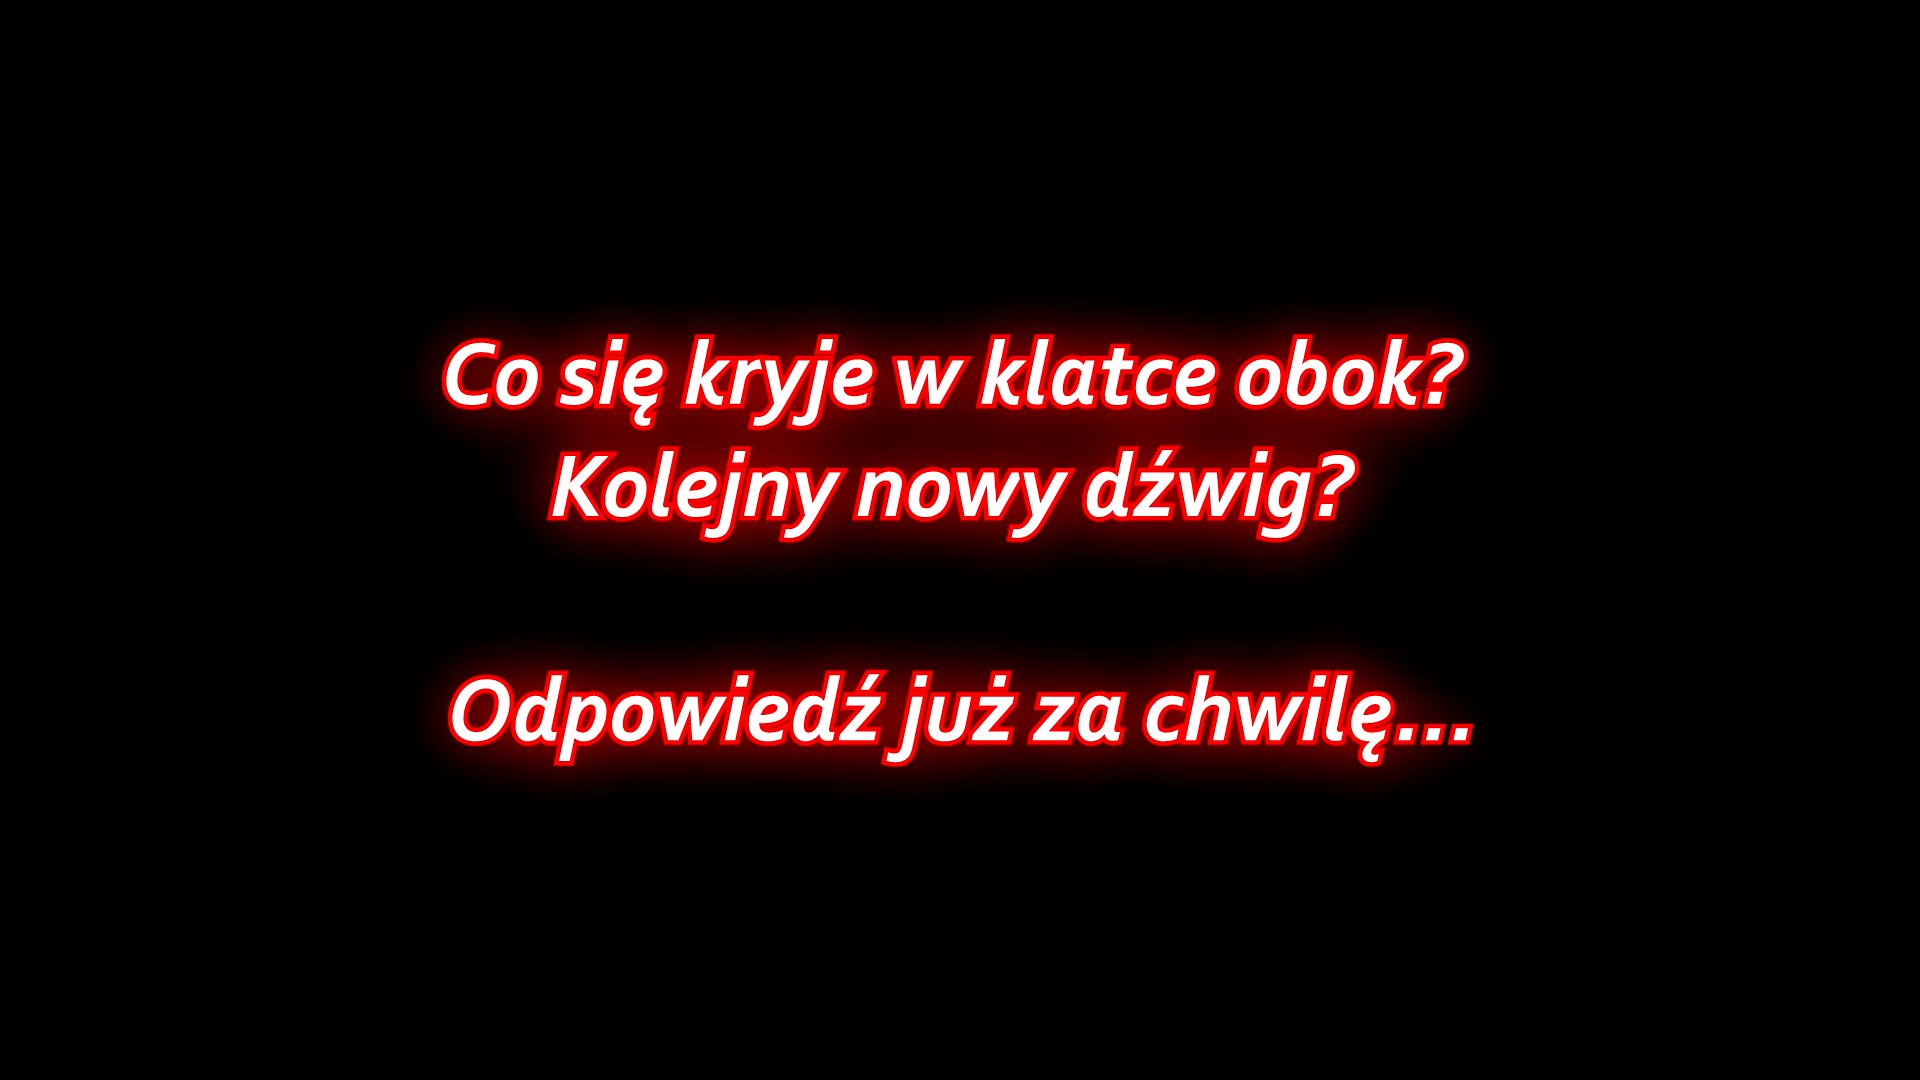 Co się kryje w klatce obok?
Kolejny nowy dźwig?
Odpowiedź już za chwilę...